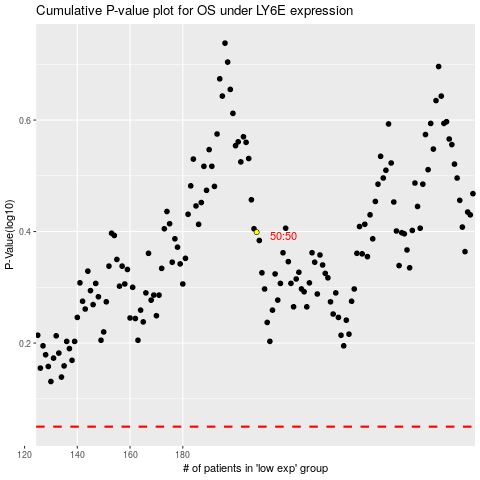 Cumulative P-value plot for OS under LY6E expression
P-Value(log10)
0.6
0.4
0.2
50:50
120 140 160 180
# of patients in 'low exp' group